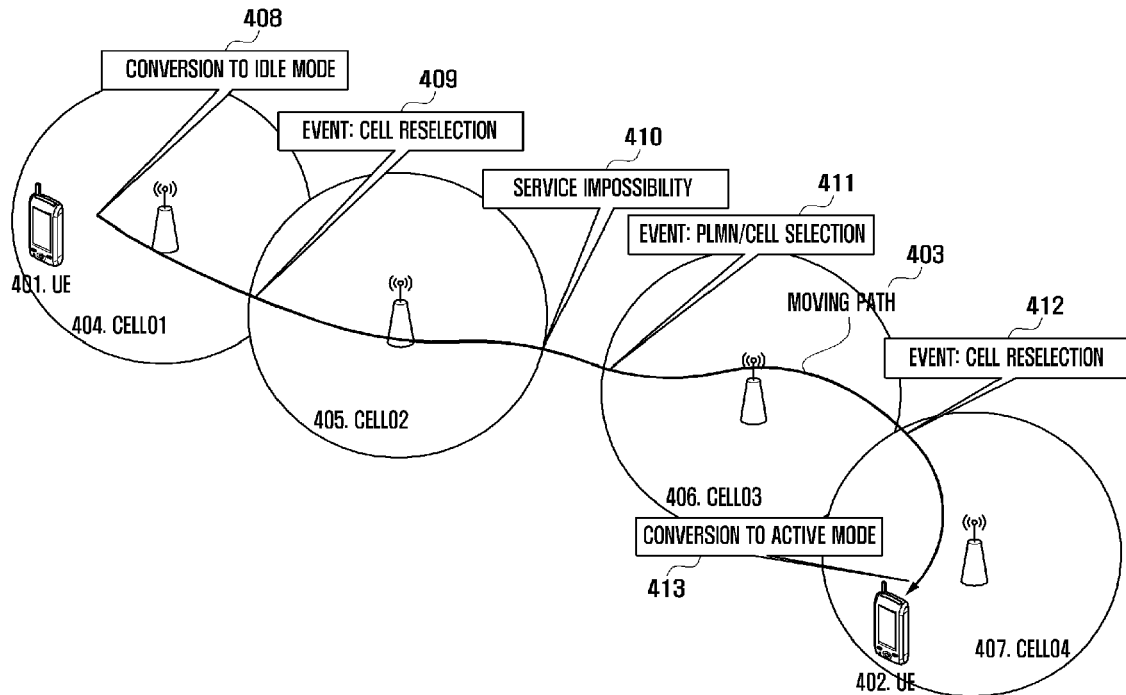 408
CONVERSION TO IDLE MODE
409
EVENT: CELL RESELECTION
410
SERVICE IMPOSSIBILITY
411
EVENT: PLMN/CELL SELECTION
403
MOVING PATH
412
EVENT: CELL RESELECTION
401. UE
404. CELL01
405. CELL02
406. CELL03
CONVERSION TO ACTIVE MODE
413
407. CELL04
402. UE